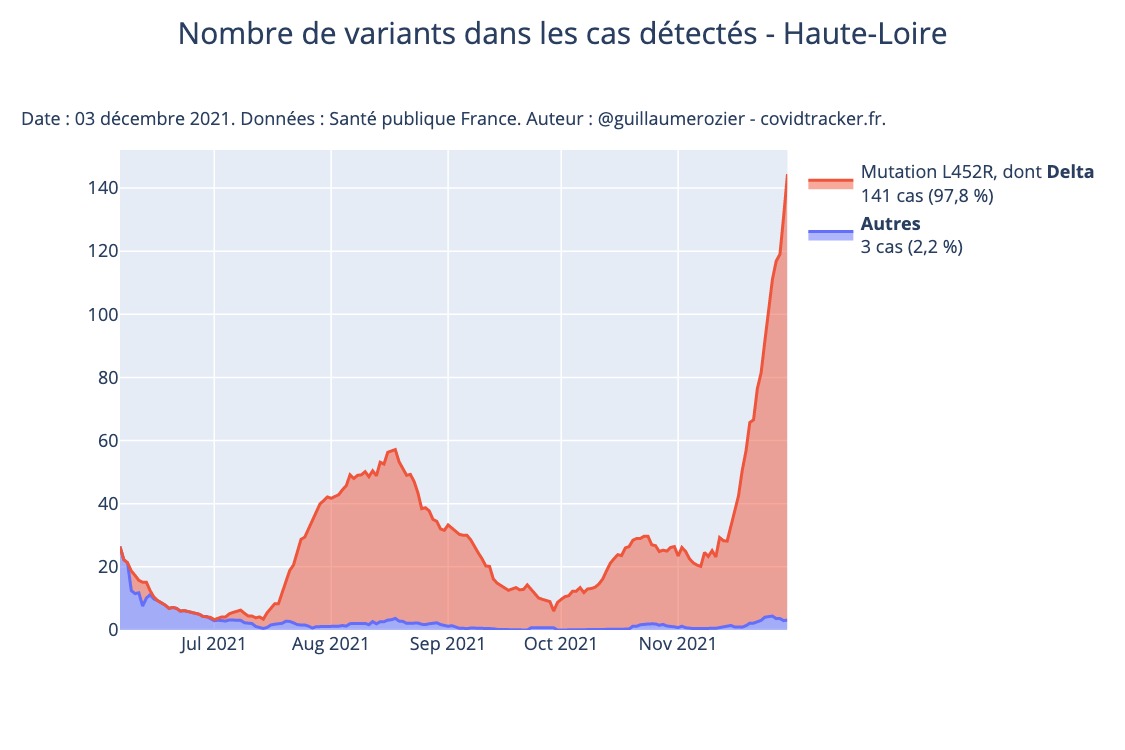 Nombre de variants dans les cas détectés - Haute-Loire
Date : 03 décembre 2021. Données : Santé publique France. Auteur : @guillaumerozier - covidtracker.fr.
Mutation L452R, dont Delta
141 cas (97,8 %)
Autres
3 cas (2,2 %)
140
120
100
80
60
40
20
0
Jul 2021 Aug 2021 Sep 2021 Oct 2021 Nov 2021